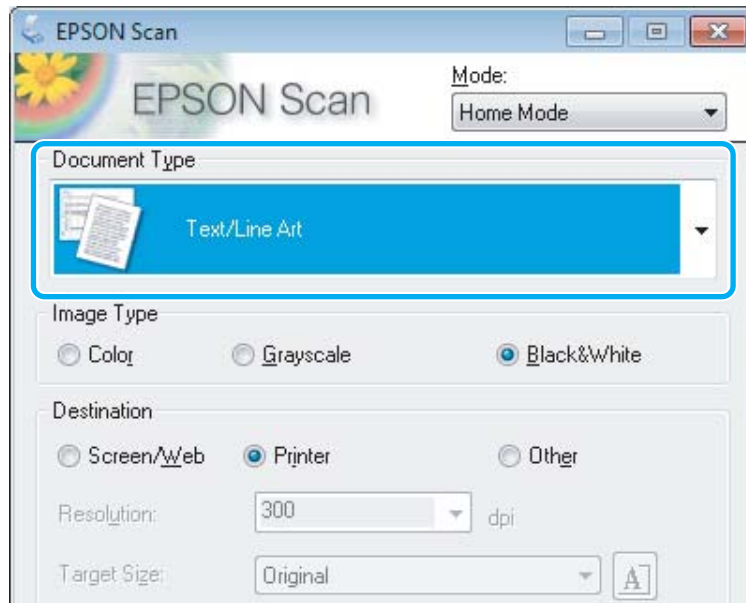 EPSON Scan
EPSON Scan
Mode:
Home Mode
Document Type
Text/Line Art
Image Type
Color
Grayscale
Black&White
Destination
Screen/Web
Printer
Other
Resolution:
300
dpi
Target Size:
Original
A